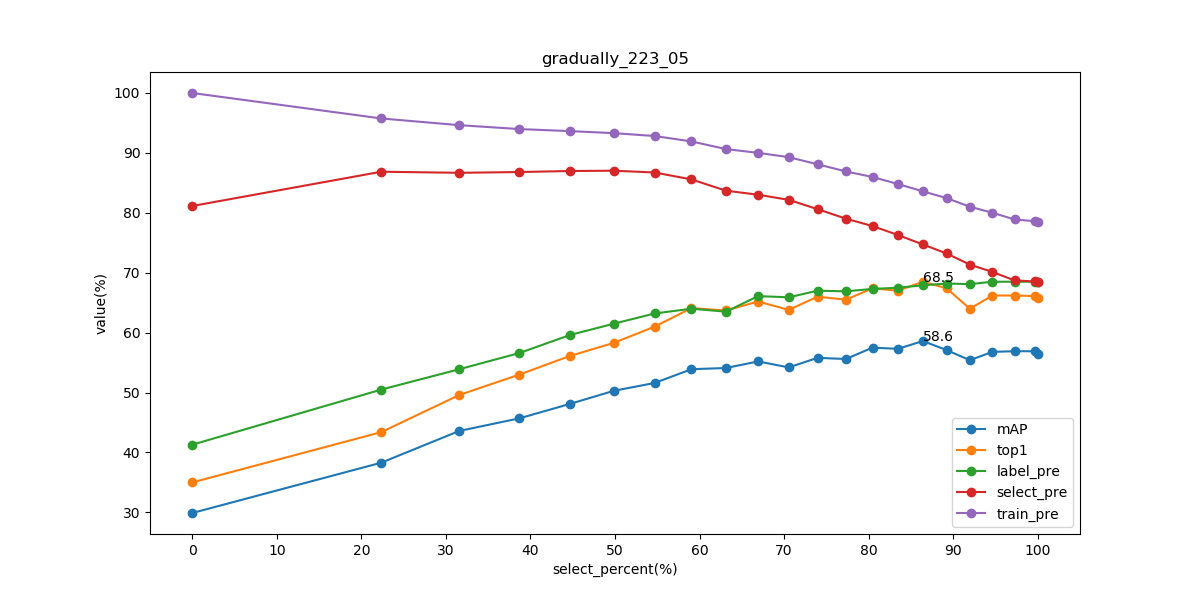 gradually_223_05
value(%)
100
90
80
70
60
50
40
30
68.5
58.6
mAP
top1
label_pre
select_pre
train_pre
0 10 20 30 40 50 60 70 80 90 100
select_percent(%)